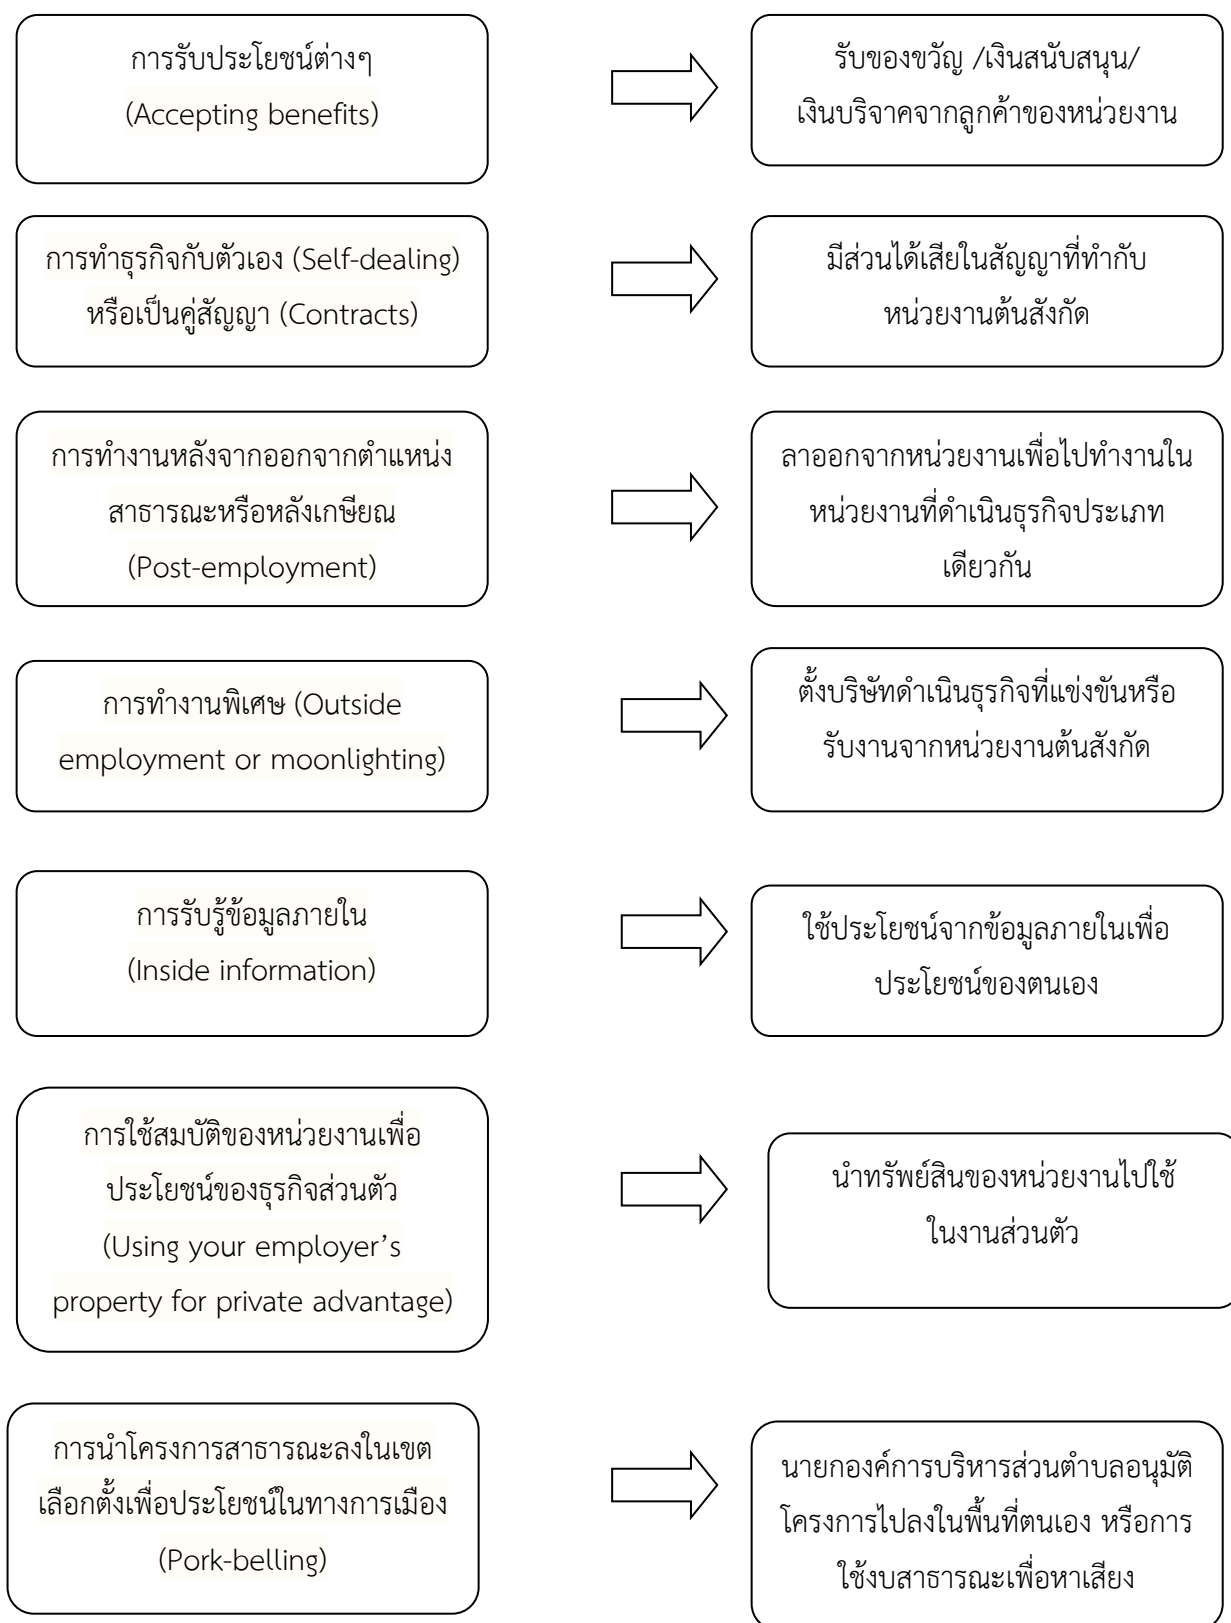 การรับประโยชน์ต่างๆ
(Accepting benefits)
รับของขวัญ /เงินสนับสนุน/
เงินบริจาคจากลูกค้าของหน่วยงาน
การทำธุรกิจกับตัวเอง (Self-dealing)
หรือเป็นคู่สัญญา (Contracts)
มีส่วนได้เสียในสัญญาที่ทำกับ
หน่วยงานต้นสังกัด
การทำงานหลังจากออกจากตำแหน่ง
สาธารณะหรือหลังเกษียณ
(Post-employment)
ลาออกจากหน่วยงานเพื่อไปทำงานใน
หน่วยงานที่ดำเนินธุรกิจประเภท
เดียวกัน
การทำงานพิเศษ (Outside
employment or moonlighting)
ตั้งบริษัทดำเนินธุรกิจที่แข่งขันหรือ
รับงานจากหน่วยงานต้นสังกัด
การรับรู้ข้อมูลภายใน
(Inside information)
ใช้ประโยชน์จากข้อมูลภายในเพื่อ
ประโยชน์ของตนเอง
การใช้สมบัติของหน่วยงานเพื่อ
ประโยชน์ของธุรกิจส่วนตัว
(Using your employer’s
property for private advantage)
นำทรัพย์สินของหน่วยงานไปใช้
ในงานส่วนตัว
การนำโครงการสาธารณะลงในเขต
เลือกตั้งเพื่อประโยชน์ในทางการเมือง
(Pork-belling)
นายกองค์การบริหารส่วนตำบลอนุมัติ
โครงการไปลงในพื้นที่ตนเอง หรือการ
ใช้งบสาธารณะเพื่อหาเสียง